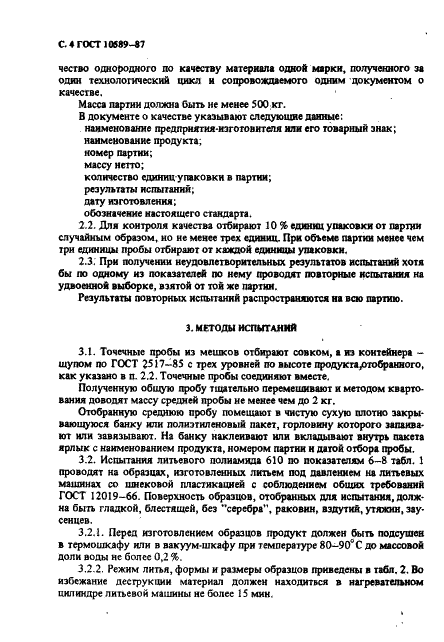 С. 4 ГОСТ 10589–87
чество однородного по качеству материала одной марки, полученного за
один технологический цикл и сопровождаемого одним документом о
качестве.
Масса партии должна быть не менее 500 кг.
В документе о качестве указывают следующие данные:
наименование предприятия-изготовителя или его товарный знак;
наименование продукта;
номер партии;
массу нетто;
количество единиц упаковки в партии;
результаты испытаний;
дату изготовления;
обозначение настоящего стандарта.
2.2. Для контроля качества отбирают 10 % единиц упаковки от партии
случайным образом, но не менее трех единиц. При объеме партии менее чем
три единицы пробы отбирают от каждой единицы упаковки.
2.3. При получении неудовлетворительных результатов испытаний хотя
бы по одному из показателей по нему проводят повторные испытания на
удвоенной выборке, взятой от той же партии.
Результаты повторных испытаний распространяются на всю партию.
3. МЕТОДЫ ИСПЫТАНИЙ
3.1. Точечные пробы из мешков отбирают совком, а из контейнера –
щупом по ГОСТ 2517–85 с трех уровней по высоте продукта, отобранного,
как указано в п. 2.2. Точечные пробы соединяют вместе.
Полученную общую пробу тщательно перемешивают и методом кварто-
вания доводят массу средней пробы не менее чем до 2 кг.
Отобранную среднюю пробу помещают в чистую сухую плотно закры-
вающуюся банку или полиэтиленовый пакет, горловину которого запаива-
ют или завязывают. На банку наклеивают или вкладывают внутрь пакета
ярлык с наименованием продукта, номером партии и датой отбора пробы.
3.2. Испытания литьевого полиамида 610 по показателям 6–8 табл. 1
проводят на образцах, изготовленных литьем под давлением на литьевых
машинах со шнековой пластикацией с соблюдением общих требований
ГОСТ 12019–66. Поверхность образцов, отобранных для испытания, долж-
на быть гладкой, блестящей, без "серебра", раковин, вздутий, утяжин, зау-
сенцев.
3.2.1. Перед изготовлением образцов продукт должен быть подсушен
в термошкафу или в вакуум-шкафу при температуре 80–90°С до массовой
доли воды не более 0,2 %.
3.2.2. Режим литья, формы и размеры образцов приведены в табл. 2. Во
избежание деструкции материал должен находиться в нагревательном
цилиндре литьевой машины не более 15 мин.